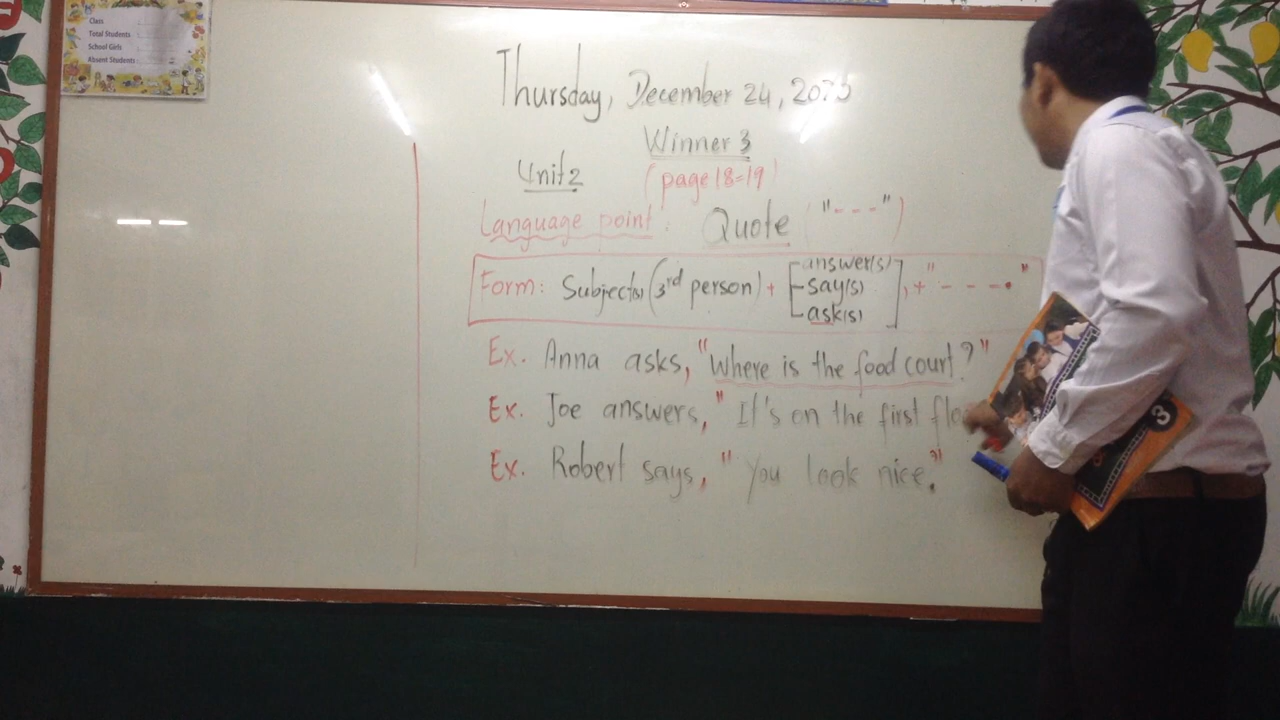 Class
Total Students
School Girls
Absent Students
Thursday, December 24,
Winner 3
Unit 2
(page 18-19)
Language point: Quote ("---")
Form: Subject(s) (3rd person) + [answer(s) say(s) ask(s)], + "- - - -."
Ex. Anna asks, "Where is the food court?"
Ex. Joe answers, "It's on the first
Ex. Robert says, "You look nice."
3